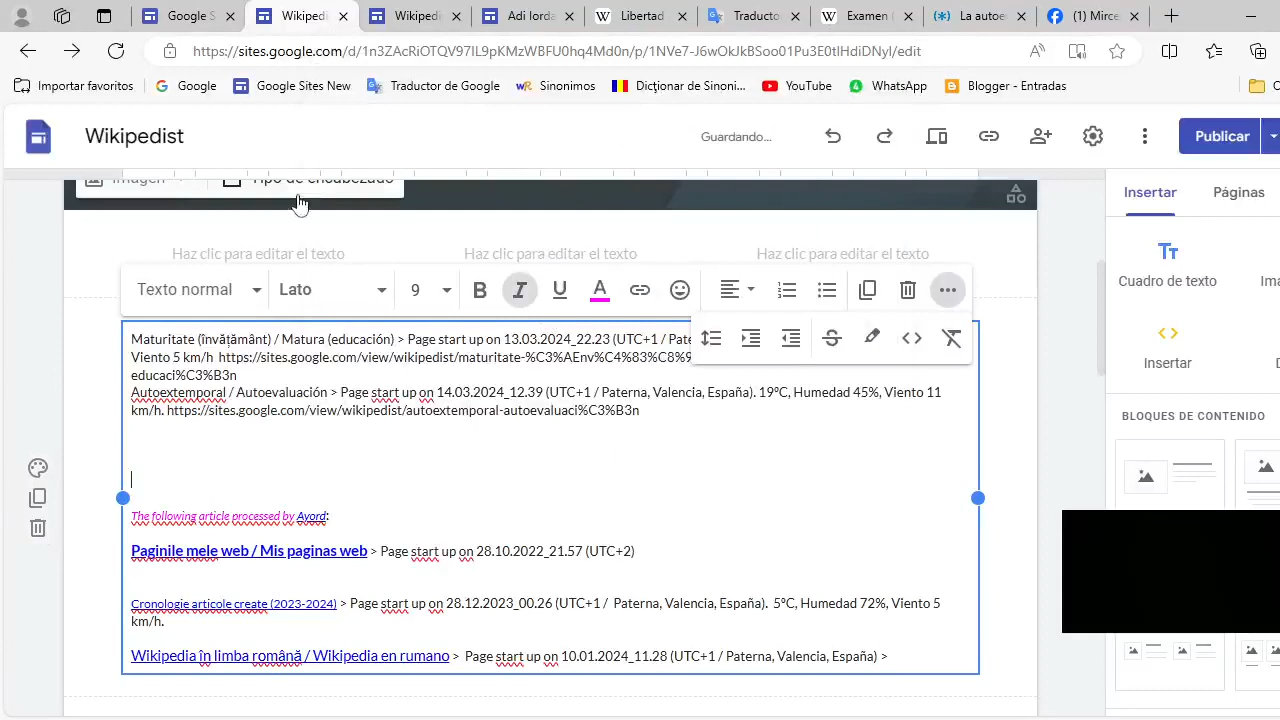 Google S
Wikipedist
Wikipedi
Adi Iorda
Libertad
Traducto
Examen (
La autoe
(1) Mirce
https://sites.google.com/d/1n3ZAcRiOTQV97IL9pKMzWBFU0hq4Md0n/p/1NVe7-J6wOkJkBSoo01Pu3E0tlHdiDNyl/edit
Importar favoritos
Google
Google Sites New
Traductor de Google
Sinonimos
Dicționar de Sinoni...
YouTube
WhatsApp
Blogger - Entradas
Wikipedist
Guardando...
Publicar
Imagen
Tipo de encabezado
Insertar
Páginas
Haz clic para editar el texto
Haz clic para editar el texto
Haz clic para editar el texto
Cuadro de texto
Texto normal
Lato
9
Maturitate (învățământ) / Matura (educación) > Page start up on 13.03.2024_22.23 (UTC+1 / Pate
Viento 5 km/h  https://sites.google.com/view/wikipedist/maturitate-%C3%AEnv%C4%83%C8%9
educaci%C3%B3n
Autoextemporal / Autoevaluación > Page start up on 14.03.2024_12.39 (UTC+1 / Paterna, Valencia, España). 19ºC, Humedad 45%, Viento 11
km/h. https://sites.google.com/view/wikipedist/autoextemporal-autoevaluaci%C3%B3n
Insertar
BLOQUES DE CONTENIDO
The following article processed by Ayord:
Paginile mele web / Mis paginas web > Page start up on 28.10.2022_21.57 (UTC+2)
Cronologie articole create (2023-2024) > Page start up on 28.12.2023_00.26 (UTC+1 /  Paterna, Valencia, España).  5ºC, Humedad 72%, Viento 5
km/h.
Wikipedia în limba română / Wikipedia en rumano >  Page start up on 10.01.2024_11.28 (UTC+1 / Paterna, Valencia, España) >